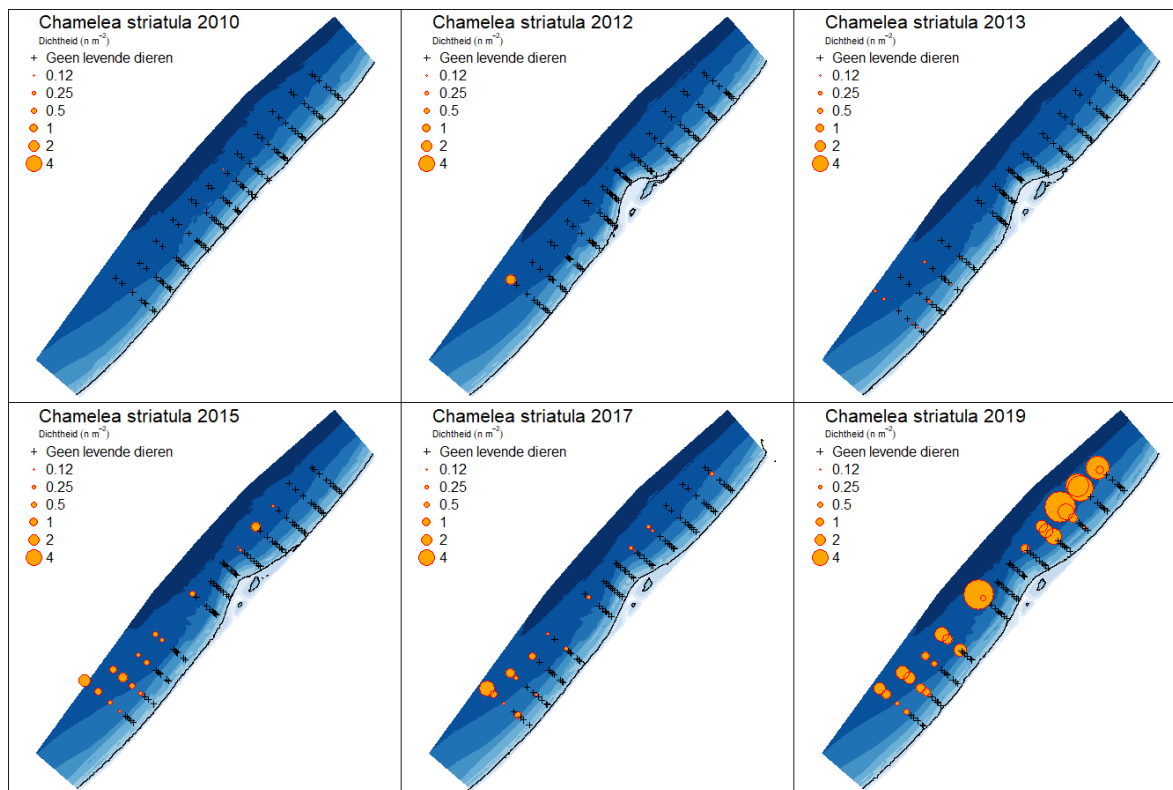 Chamelea striatula 2010
Dichtheid (n m⁻²)
Geen levende dieren
0.12
0.25
0.5
1
2
4
Chamelea striatula 2012
Dichtheid (n m⁻²)
Geen levende dieren
0.12
0.25
0.5
1
2
4
Chamelea striatula 2013
Dichtheid (n m⁻²)
Geen levende dieren
0.12
0.25
0.5
1
2
4
Chamelea striatula 2015
Dichtheid (n m⁻²)
Geen levende dieren
0.12
0.25
0.5
1
2
4
Chamelea striatula 2017
Dichtheid (n m⁻²)
Geen levende dieren
0.12
0.25
0.5
1
2
4
Chamelea striatula 2019
Dichtheid (n m⁻²)
Geen levende dieren
0.12
0.25
0.5
1
2
4